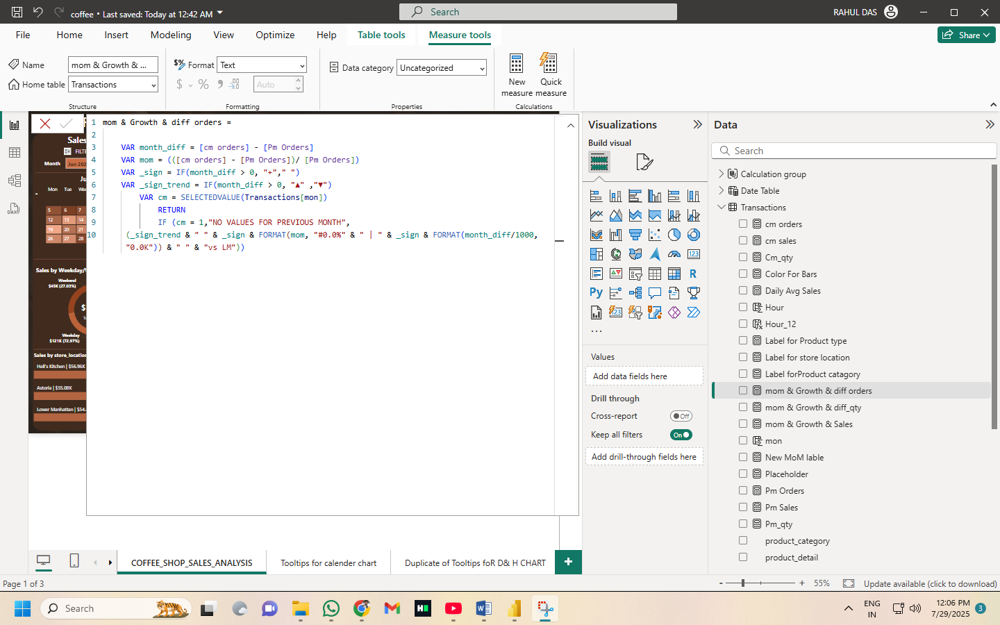 coffee • Last saved: Today at 12:42 AM
Search
RAHUL DAS
File
Home
Insert
Modeling
View
Optimize
Help
Table tools
Measure tools
Share
Name
mom & Growth & ...
Home table
Transactions
Structure
Format
Text
Auto
Formatting
Data category
Uncategorized
Properties
New measure
Quick measure
Calculations
1 mom & Growth & diff orders =
2
3 VAR month_diff = [cm orders] - [Pm Orders]
4 VAR mom = (([cm orders] - [Pm Orders])/ [Pm Orders])
5 VAR _sign = IF(month_diff > 0, "+"," ")
6 VAR _sign_trend = IF(month_diff > 0, "▲" ,"▼")
7 VAR cm = SELECTEDVALUE(Transactions[mon])
8 RETURN
9 IF (cm = 1,"NO VALUES FOR PREVIOUS MONTH",
10 (_sign_trend & " " & _sign & FORMAT(mom, "#0.0%" & " | " & _sign & FORMAT(month_diff/1000,
"0.0K")) & " " & "vs LM"))
Sales
FILTE
Month
Jun 202
Ju
Mon Tue We
5 6 7
12 13 14
19 20 21
26 27 28
Sales by Weekday/
Weekend
$45K (27.03%)
$
Weekday
$121K (72.97%)
Sales by store_location
Hell's Kitchen | $56.96K
Astoria | $55.08K
Lower Manhattan | $54.
Visualizations
Build visual
123
R
Py
123
...
Values
Add data fields here
Drill through
Cross-report
Off
Keep all filters
On
Add drill-through fields here
Data
Search
Calculation group
Date Table
Transactions
cm orders
cm sales
Cm_qty
Color For Bars
Daily Avg Sales
Hour
Hour_12
Label for Product type
Label for store location
Label forProduct catagory
mom & Growth & diff orders
mom & Growth & diff_qty
mom & Growth & Sales
mon
New MoM lable
Placeholder
Pm Orders
Pm Sales
Pm_qty
product_category
product_detail
COFFEE_SHOP_SALES_ANALYSIS
Tooltips for calender chart
Duplicate of Tooltips foR D& H CHART
+
Page 1 of 3
- + 55%
Update available (click to download)
Search
ENG
IN
12:06 PM
7/29/2025
3